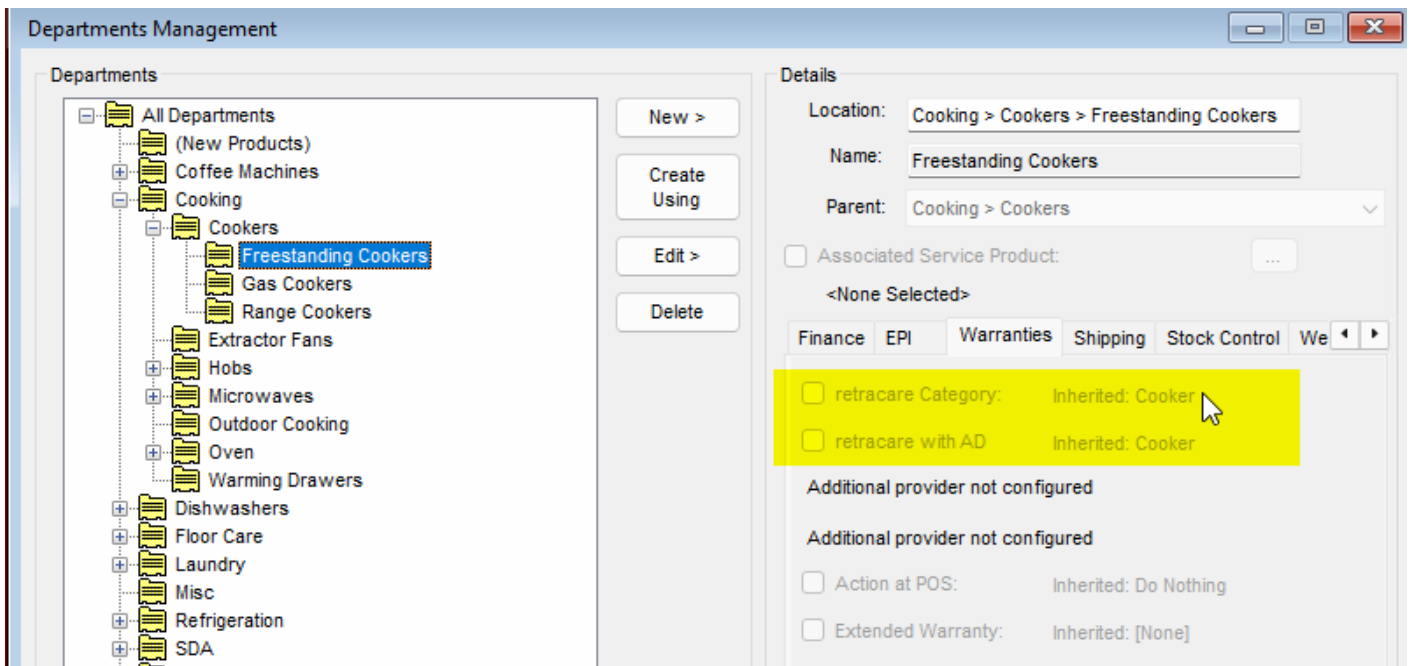 Departments Management
Departments
All Departments
(New Products)
Coffee Machines
Cooking
Cookers
Freestanding Cookers
Gas Cookers
Range Cookers
Extractor Fans
Hobs
Microwaves
Outdoor Cooking
Oven
Warming Drawers
Dishwashers
Floor Care
Laundry
Misc
Refrigeration
SDA
New >
Create
Using
Edit >
Delete
Details
Location: Cooking > Cookers > Freestanding Cookers
Name: Freestanding Cookers
Parent: Cooking > Cookers
Associated Service Product: ...
<None Selected>
Finance EPI Warranties Shipping Stock Control We
retracare Category: Inherited: Cooker
retracare with AD Inherited: Cooker
Additional provider not configured
Additional provider not configured
Action at POS: Inherited: Do Nothing
Extended Warranty: Inherited: [None]